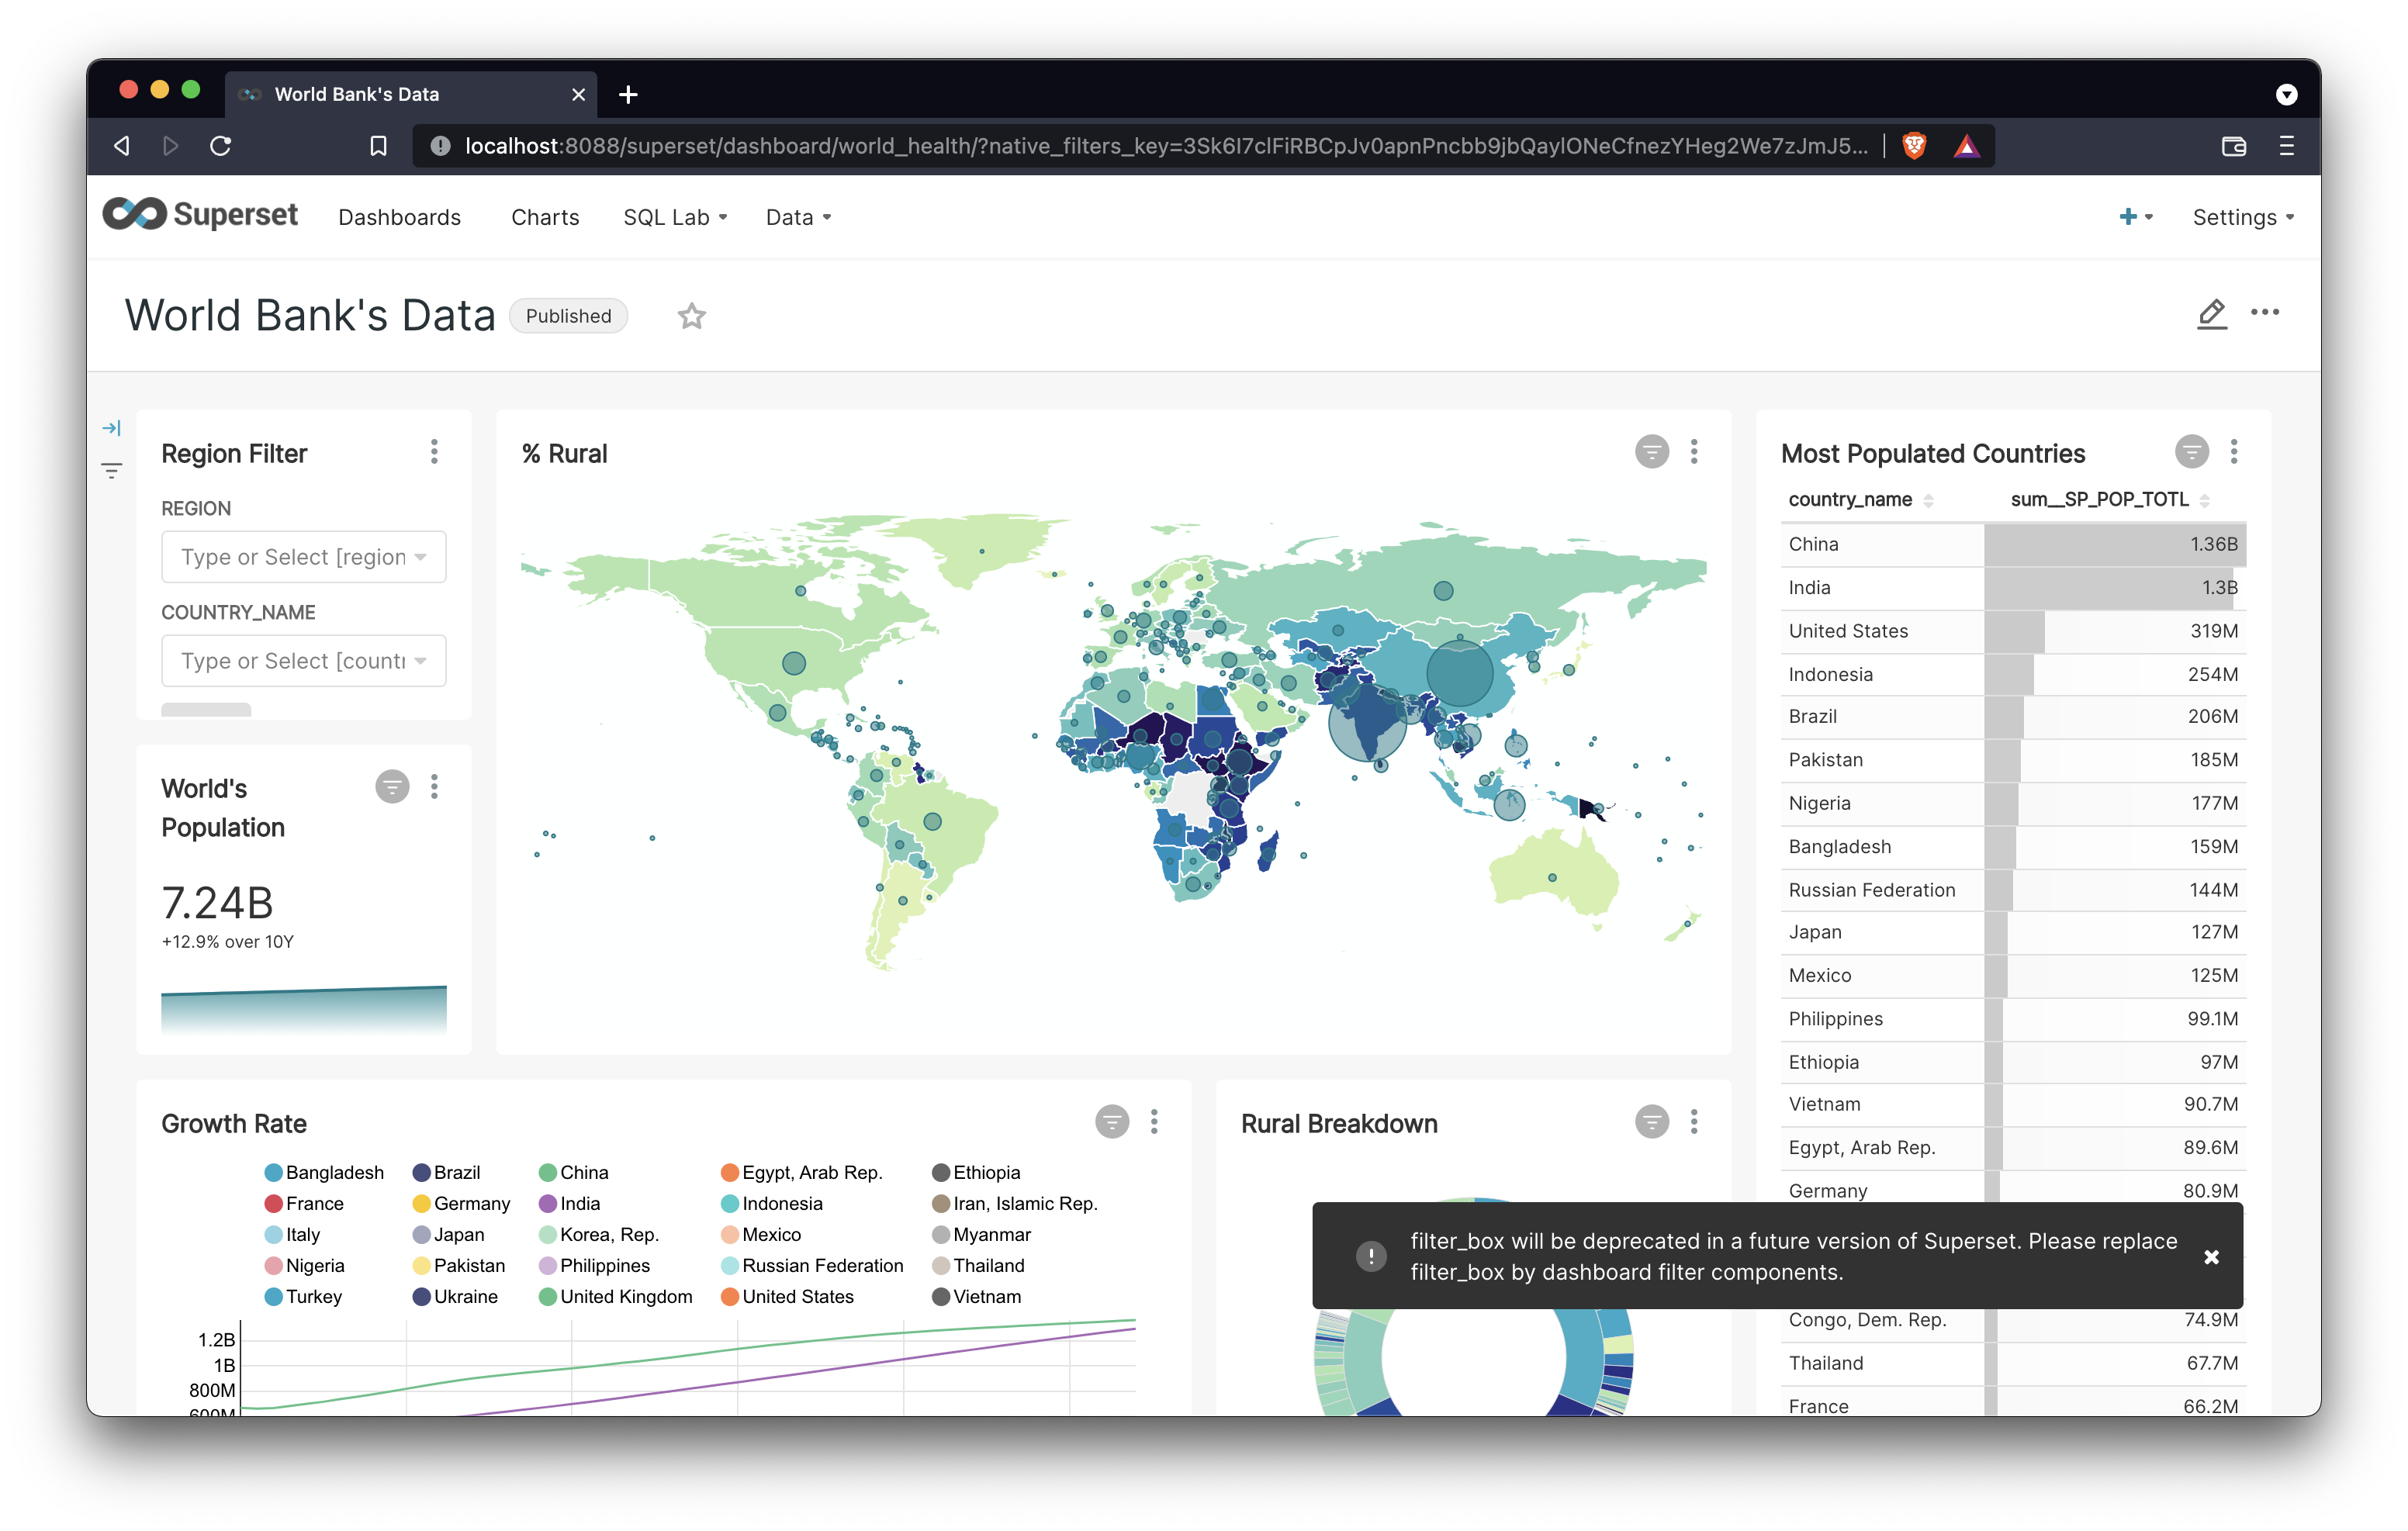 World Bank's Data
localhost:8088/superset/dashboard/world_health/?native_filters_key=
Superset
Dashboards
Charts
SQL Lab
Data
Settings
World Bank's Data
Published
Region Filter
REGION
Type or Select [region
COUNTRY_NAME
Type or Select [countr
World's
Population
7.24B
+12.9% over 10Y
% Rural
Most Populated Countries
country_name sum__SP_POP_TOTL
China 1.36B
India 1.3B
United States 319M
Indonesia 254M
Brazil 206M
Pakistan 185M
Nigeria 177M
Bangladesh 159M
Russian Federation 144M
Japan 127M
Mexico 125M
Philippines 99.1M
Ethiopia 97M
Vietnam 90.7M
Egypt, Arab Rep. 89.6M
Germany 80.9M
Congo, Dem. Rep. 74.9M
Thailand 67.7M
France 66.2M
Growth Rate
Bangladesh Brazil China Egypt, Arab Rep. Ethiopia
France Germany India Indonesia Iran, Islamic Rep.
Italy Japan Korea, Rep. Mexico Myanmar
Nigeria Pakistan Philippines Russian Federation Thailand
Turkey Ukraine United Kingdom United States Vietnam
1.2B
1B
800M
600M
Rural Breakdown
filter_box will be deprecated in a future version of Superset. Please replace
filter_box by dashboard filter components.